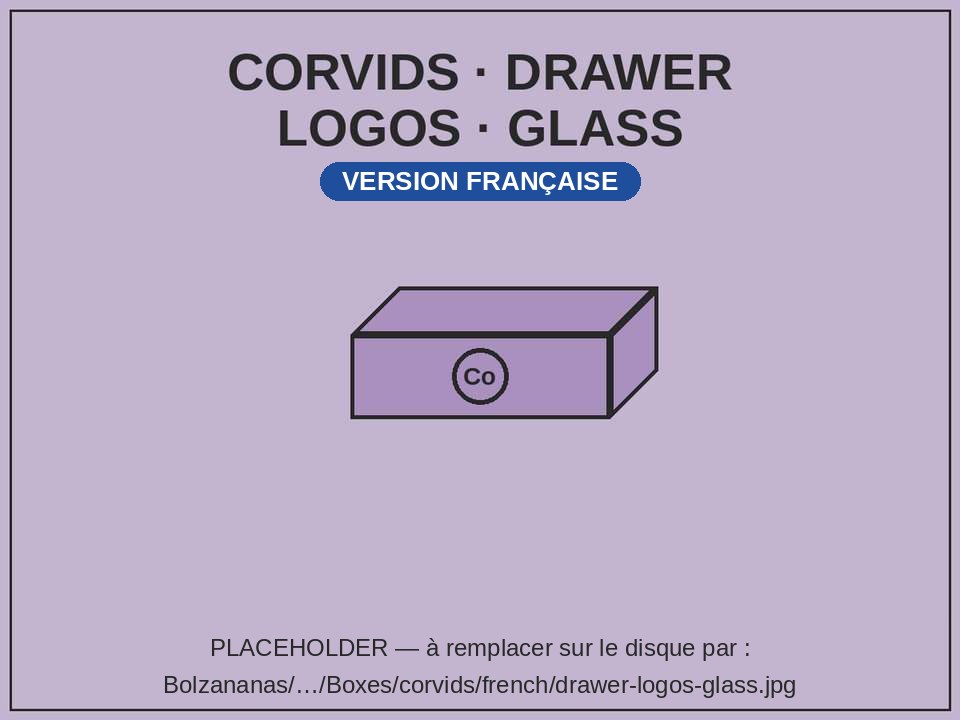 CORVIDS · DRAWER
LOGOS · GLASS
VERSION FRANÇAISE
Co
PLACEHOLDER — à remplacer sur le disque par :
Bolzananas/…/Boxes/corvids/french/drawer-logos-glass.jpg